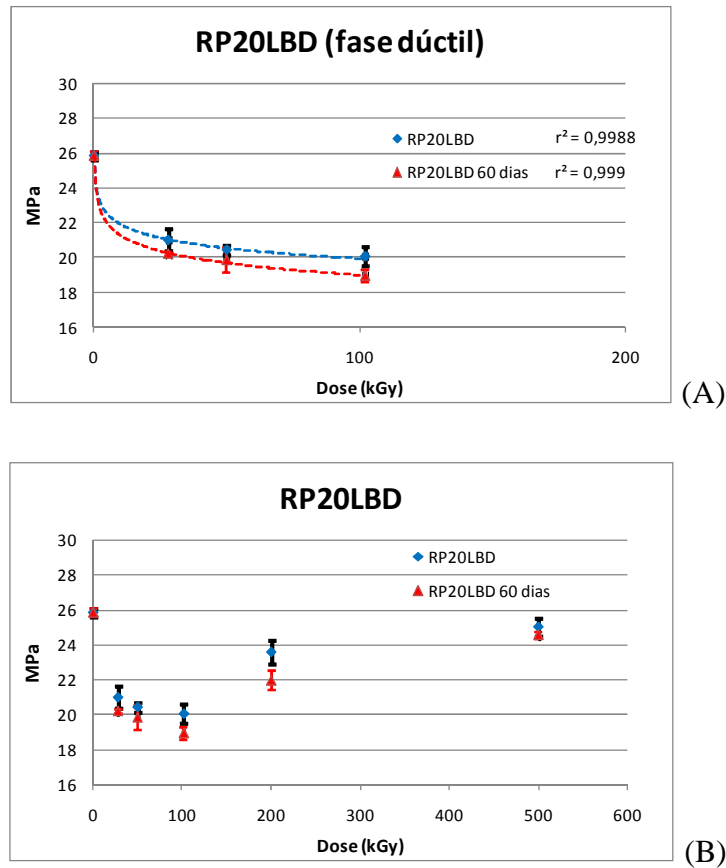 RP20LBD (fase dúctil)
30
28
26
24
22
20
18
16
MPa
RP20LBD r² = 0,9988
RP20LBD 60 dias r² = 0,999
0 100 200
Dose (kGy)
(A)
RP20LBD
30
28
26
24
22
20
18
16
MPa
RP20LBD
RP20LBD 60 dias
0 100 200 300 400 500 600
Dose (kGy)
(B)